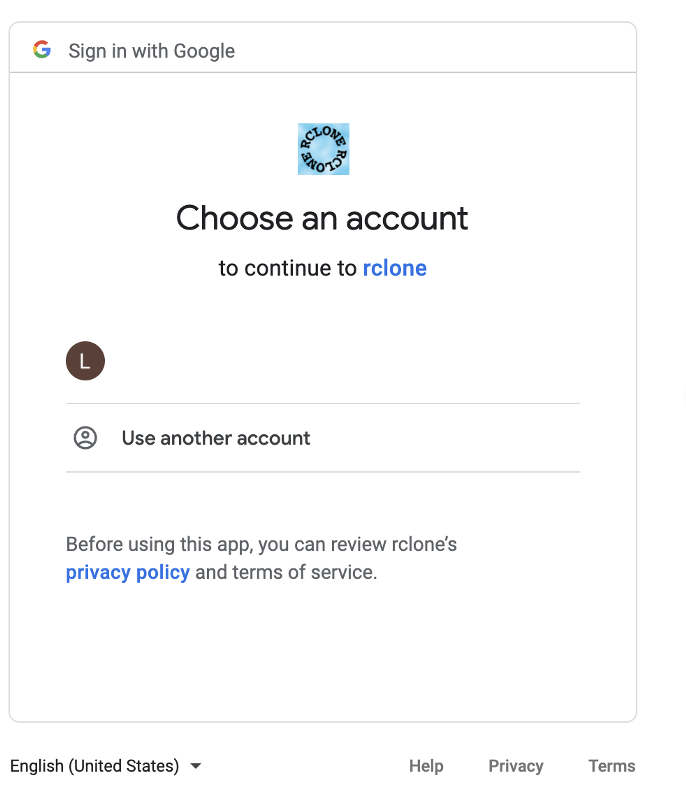 Sign in with Google
RCLONE RCLONE
Choose an account
to continue to rclone
L
Use another account
Before using this app, you can review rclone’s
privacy policy and terms of service.
English (United States)
Help Privacy Terms